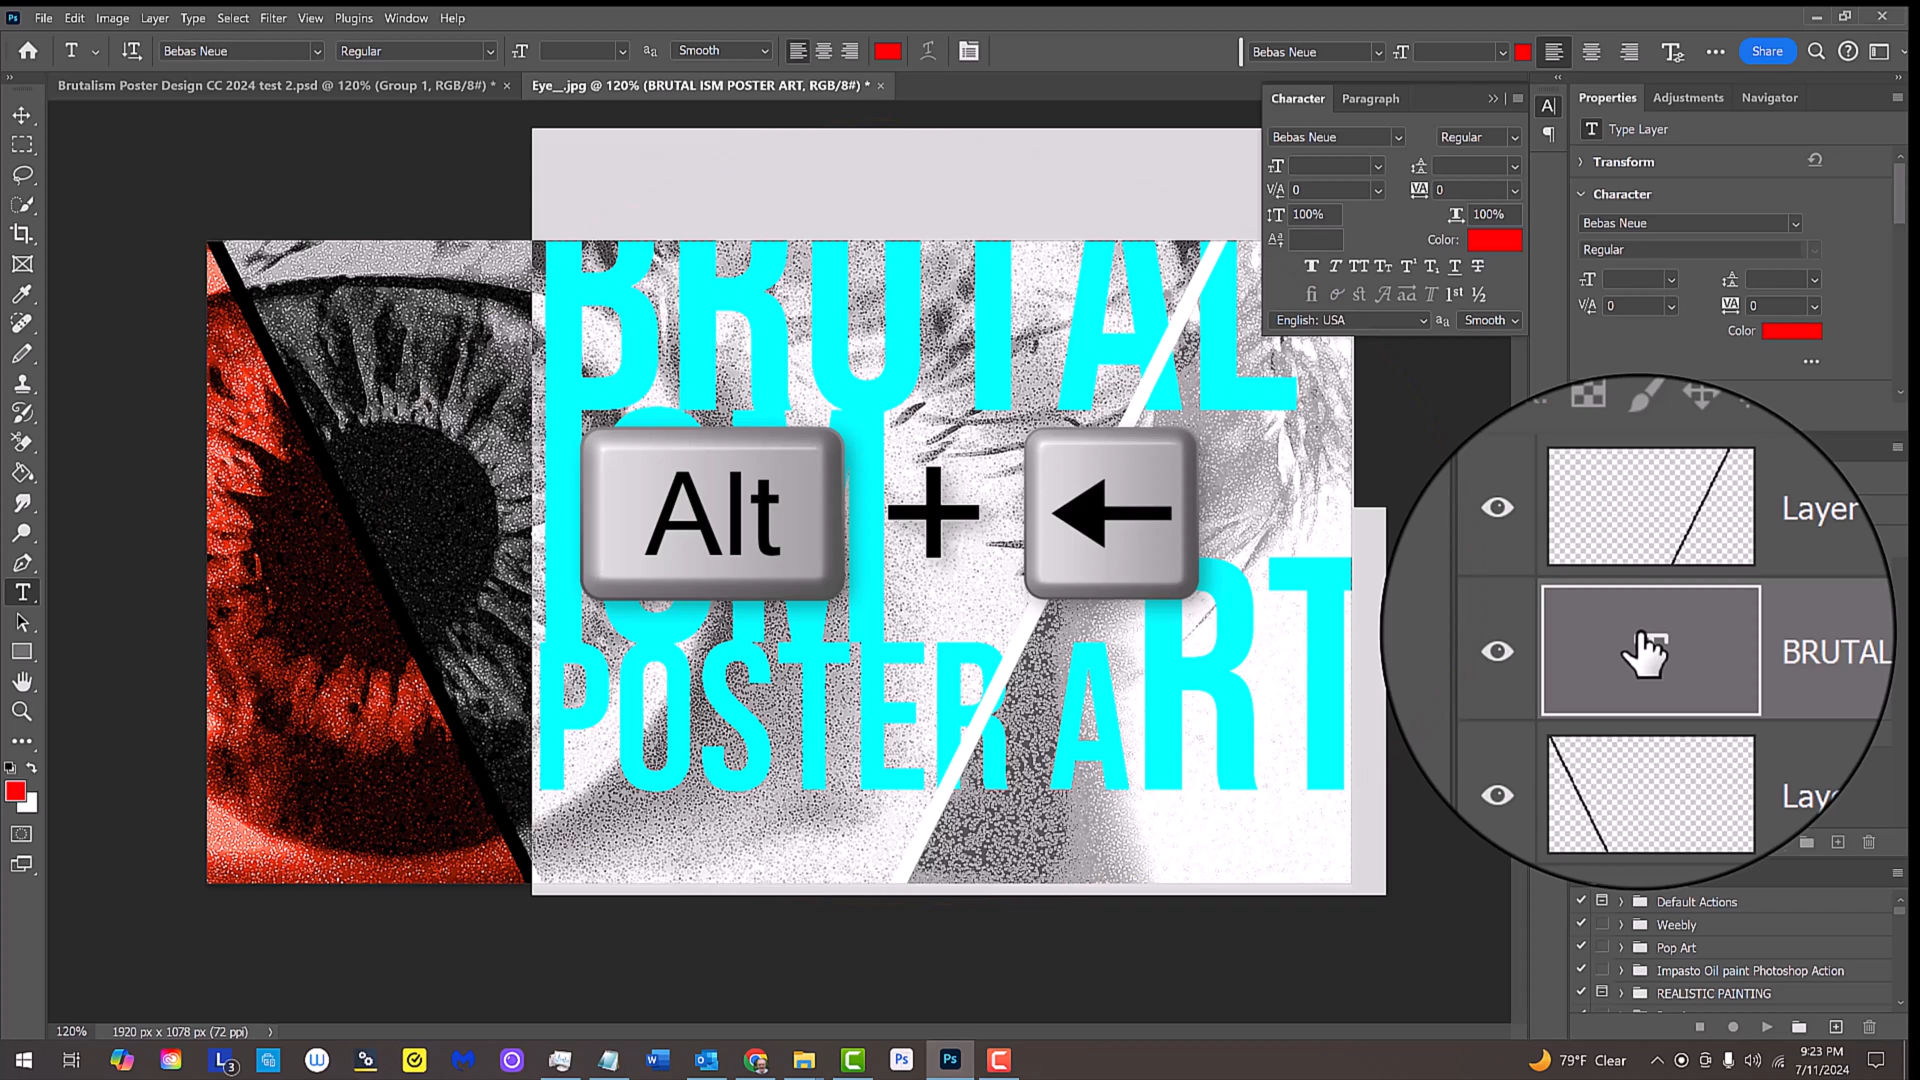 File Edit Image Layer Type Select Filter View Plugins Window Help
Bebas Neue Regular Smooth Bebas Neue Share
Brutalism Poster Design CC 2024 test 2.psd @ 120% (Group 1, RGB/8#) * × Eye__.jpg @ 120% (BRUTAL ISM POSTER ART, RGB/8#) * ×
Character Paragraph
Properties Adjustments Navigator
Bebas Neue Regular
Type Layer
Transform
0 0
Character
100% 100%
Bebas Neue
Color:
Regular
0 0
English: USA Smooth
Color
BRUTAL
Alt + ←
POSTER ART
Layer
BRUTAL
Default Actions
Weebly
Pop Art
Impasto Oil paint Photoshop Action
REALISTIC PAINTING
120% 1920 px x 1078 px (72 ppi)
79°F Clear
9:23 PM
7/11/2024